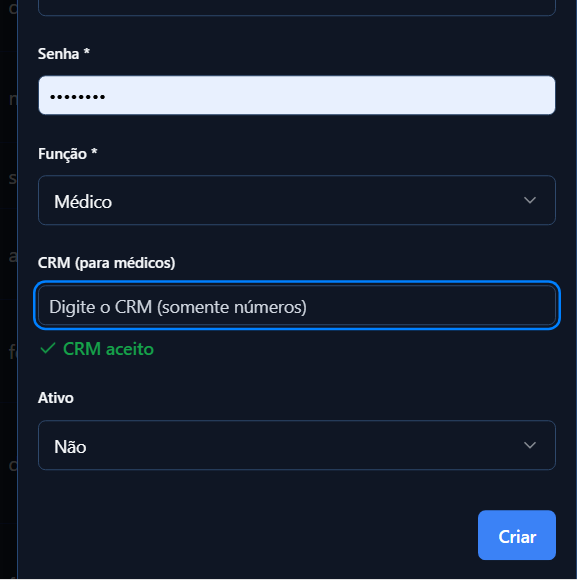 Senha *
••••••••
Função *
Médico
CRM (para médicos)
Digite o CRM (somente números)
CRM aceito
Ativo
Não
Criar